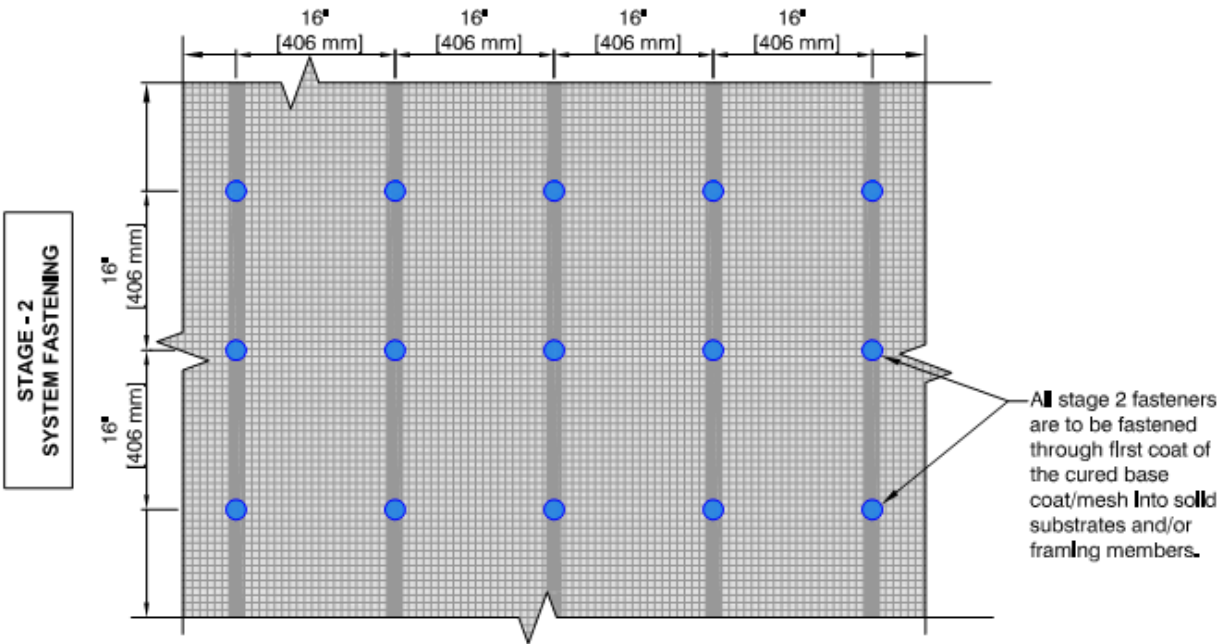 16"
[406 mm]
16"
[406 mm]
16"
[406 mm]
16"
[406 mm]
STAGE - 2
SYSTEM FASTENING
16"
[406 mm]
16"
[406 mm]
All stage 2 fasteners
are to be fastened
through first coat of
the cured base
coat/mesh into solid
substrates and/or
framing members.